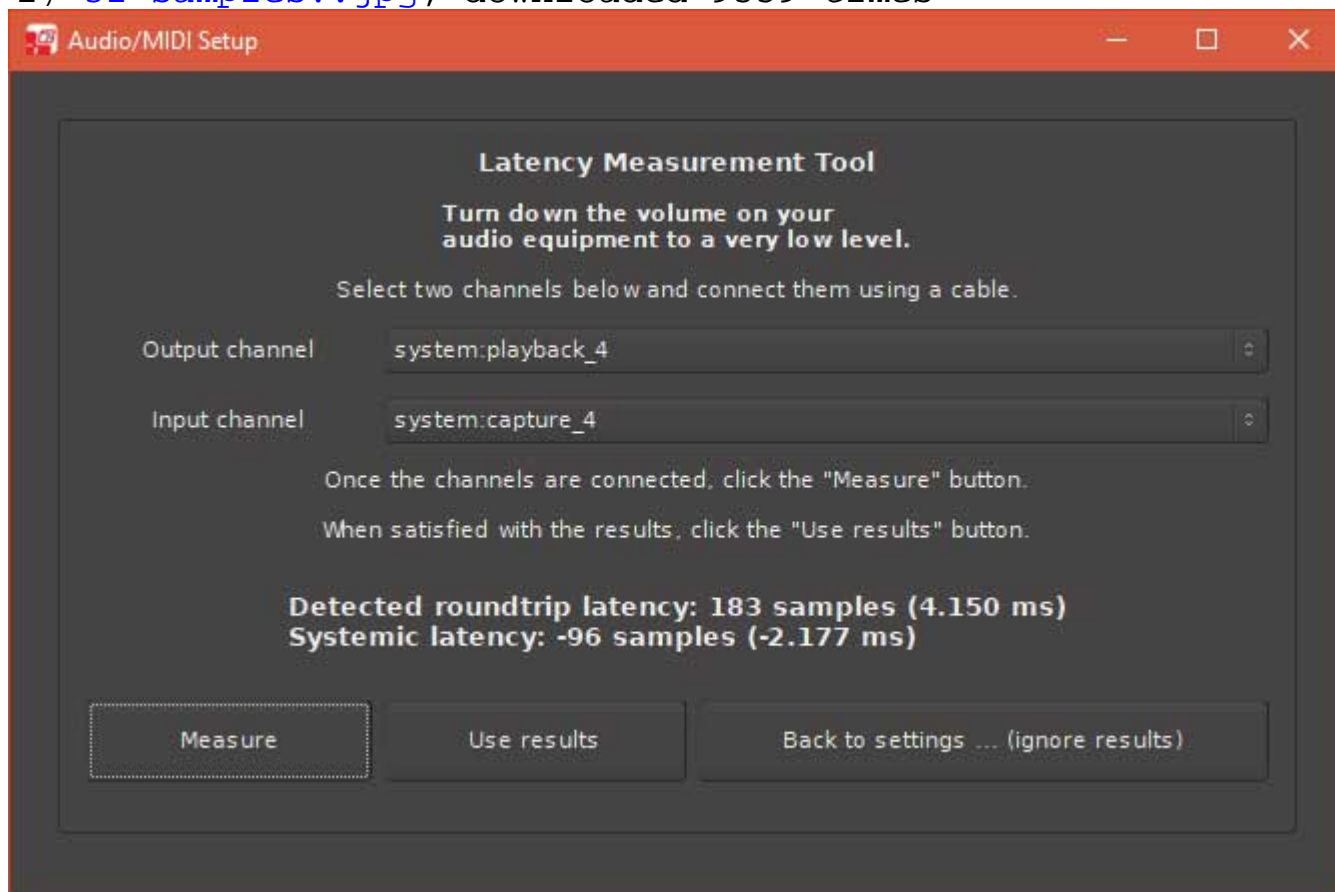 Audio/MIDI Setup
Latency Measurement Tool
Turn down the volume on your
audio equipment to a very low level.
Select two channels below and connect them using a cable.
Output channel system:playback_4
Input channel system:capture_4
Once the channels are connected, click the "Measure" button.
When satisfied with the results, click the "Use results" button.
Detected roundtrip latency: 183 samples (4.150 ms)
Systemic latency: -96 samples (-2.177 ms)
Measure Use results Back to settings ... (ignore results)